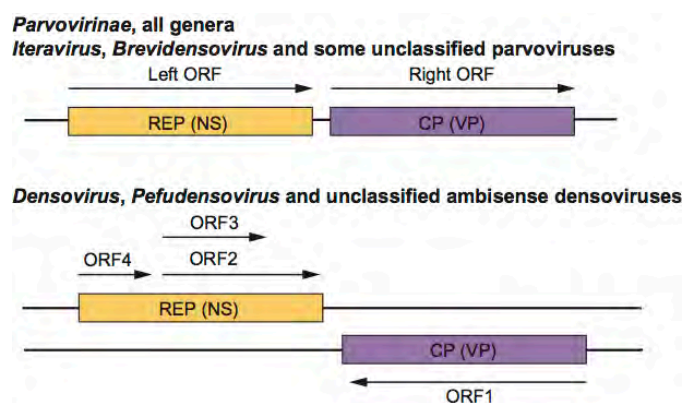 Parvovirinae, all genera
Iteravirus, Brevidensovirus and some unclassified parvoviruses
Left ORF Right ORF
REP (NS) CP (VP)
Densovirus, Pefudensovirus and unclassified ambisense densoviruses
ORF3
ORF4 ORF2
REP (NS)
CP (VP)
ORF1